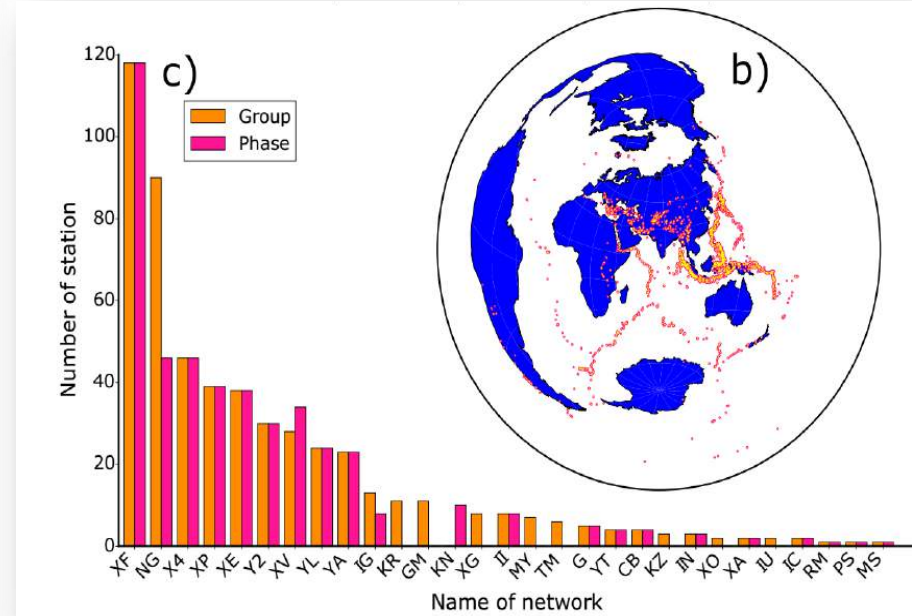 c)
b)
Group
Phase
Number of station
120
100
80
60
40
20
0
XF NG X4 XP XE Y2 XV YL YA IG KR GM KN XG II MY TM G YT CB KZ IN XO XA IU IC RM PS MS
Name of network